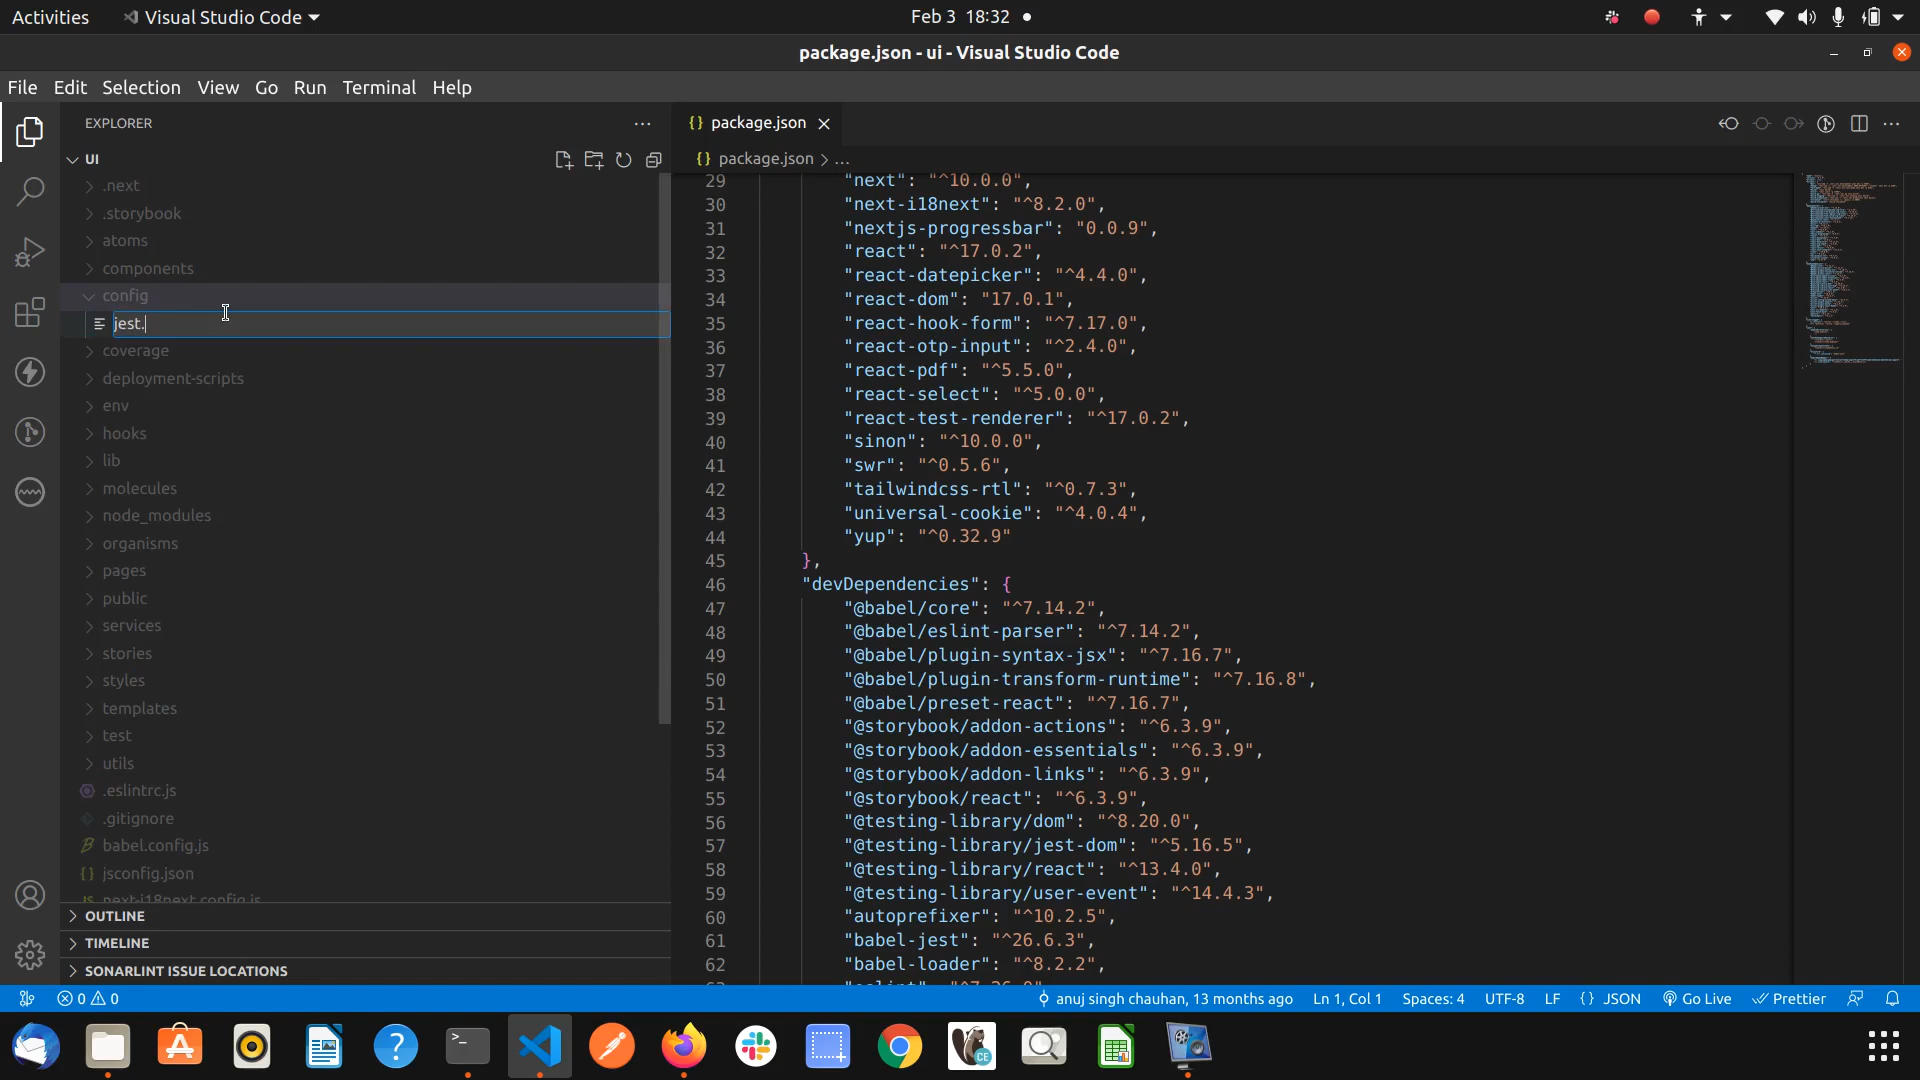 Activities
Visual Studio Code
Feb 3 18:32
package.json - ui - Visual Studio Code
File Edit Selection View Go Run Terminal Help
EXPLORER
UI
.next
.storybook
atoms
components
config
jest.
coverage
deployment-scripts
env
hooks
lib
molecules
node_modules
organisms
pages
public
services
stories
styles
templates
test
utils
.eslintrc.js
.gitignore
babel.config.js
jsconfig.json
next-i18next.config.js
OUTLINE
TIMELINE
SONARLINT ISSUE LOCATIONS
{} package.json
{} package.json > ...
29 "next": "^10.0.0",
30 "next-i18next": "^8.2.0",
31 "nextjs-progressbar": "0.0.9",
32 "react": "^17.0.2",
33 "react-datepicker": "^4.4.0",
34 "react-dom": "17.0.1",
35 "react-hook-form": "^7.17.0",
36 "react-otp-input": "^2.4.0",
37 "react-pdf": "^5.5.0",
38 "react-select": "^5.0.0",
39 "react-test-renderer": "^17.0.2",
40 "sinon": "^10.0.0",
41 "swr": "^0.5.6",
42 "tailwindcss-rtl": "^0.7.3",
43 "universal-cookie": "^4.0.4",
44 "yup": "^0.32.9"
45 },
46 "devDependencies": {
47 "@babel/core": "^7.14.2",
48 "@babel/eslint-parser": "^7.14.2",
49 "@babel/plugin-syntax-jsx": "^7.16.7",
50 "@babel/plugin-transform-runtime": "^7.16.8",
51 "@babel/preset-react": "^7.16.7",
52 "@storybook/addon-actions": "^6.3.9",
53 "@storybook/addon-essentials": "^6.3.9",
54 "@storybook/addon-links": "^6.3.9",
55 "@storybook/react": "^6.3.9",
56 "@testing-library/dom": "^8.20.0",
57 "@testing-library/jest-dom": "^5.16.5",
58 "@testing-library/react": "^13.4.0",
59 "@testing-library/user-event": "^14.4.3",
60 "autoprefixer": "^10.2.5",
61 "babel-jest": "^26.6.3",
62 "babel-loader": "^8.2.2",
0 0
anuj singh chauhan, 13 months ago
Ln 1, Col 1
Spaces: 4
UTF-8
LF
{} JSON
Go Live
Prettier